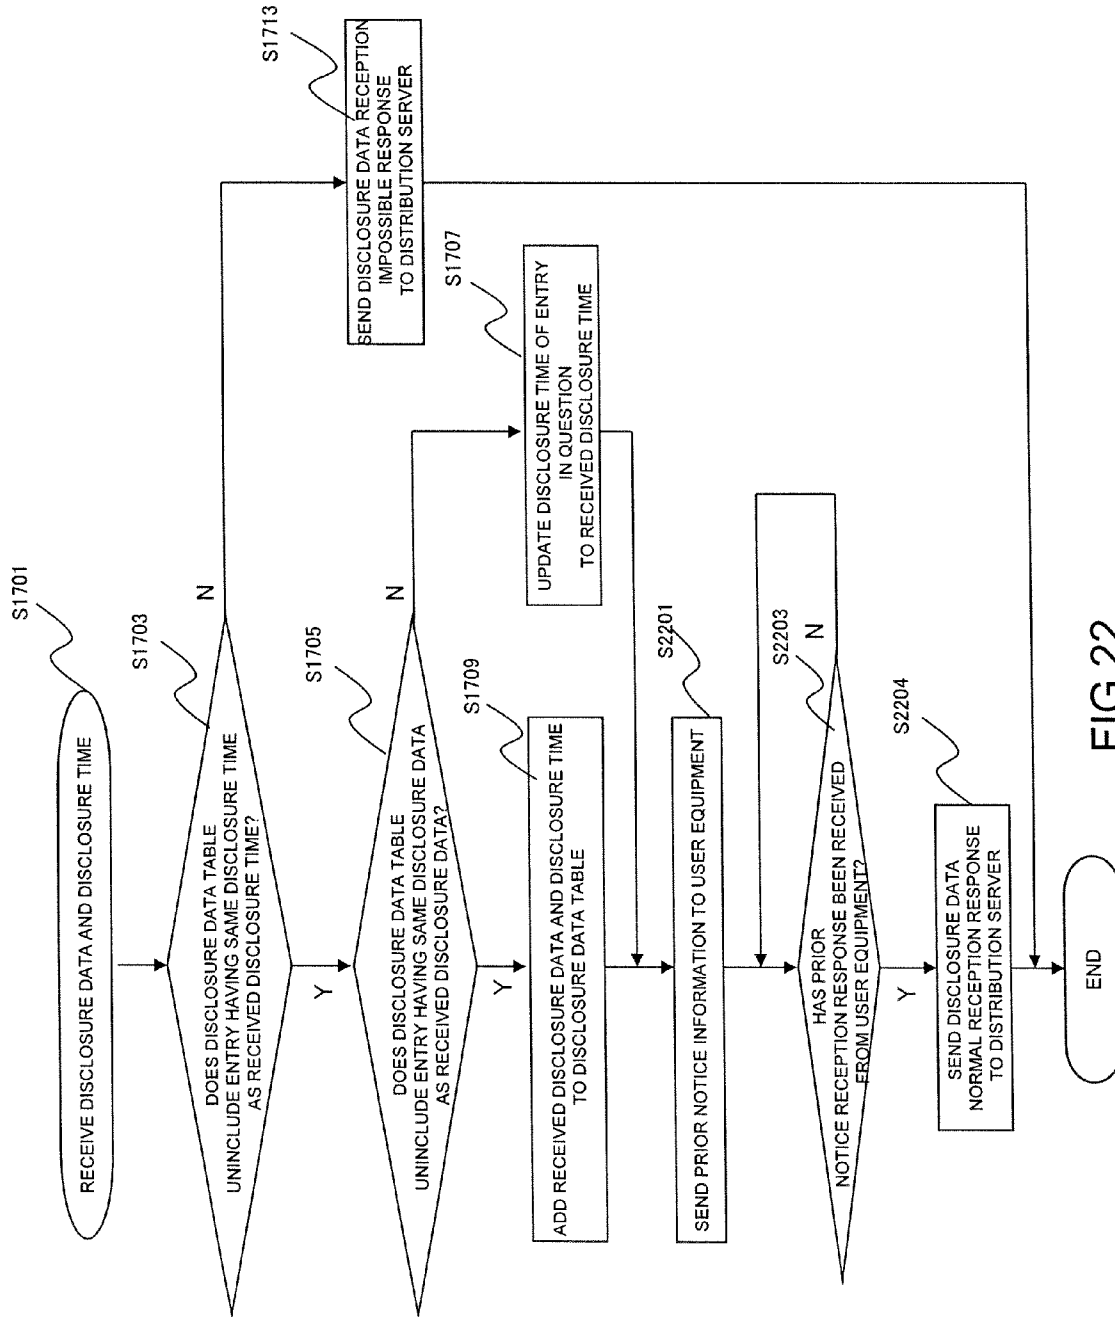 S1701
RECEIVE DISCLOSURE DATA AND DISCLOSURE TIME
S1703
DOES DISCLOSURE DATA TABLE
UNINCLUDE ENTRY HAVING SAME DISCLOSURE TIME
AS RECEIVED DISCLOSURE TIME?
N
Y
S1713
SEND DISCLOSURE DATA RECEPTION
IMPOSSIBLE RESPONSE
TO DISTRIBUTION SERVER
S1705
DOES DISCLOSURE DATA TABLE
UNINCLUDE ENTRY HAVING SAME DISCLOSURE DATA
AS RECEIVED DISCLOSURE DATA?
N
Y
S1707
UPDATE DISCLOSURE TIME OF ENTRY
IN QUESTION
TO RECEIVED DISCLOSURE TIME
S1709
ADD RECEIVED DISCLOSURE DATA AND DISCLOSURE TIME
TO DISCLOSURE DATA TABLE
S2201
SEND PRIOR NOTICE INFORMATION TO USER EQUIPMENT
S2203
HAS PRIOR
NOTICE RECEPTION RESPONSE BEEN RECEIVED
FROM USER EQUIPMENT?
N
Y
S2204
SEND DISCLOSURE DATA
NORMAL RECEPTION RESPONSE
TO DISTRIBUTION SERVER
END
FIG.22